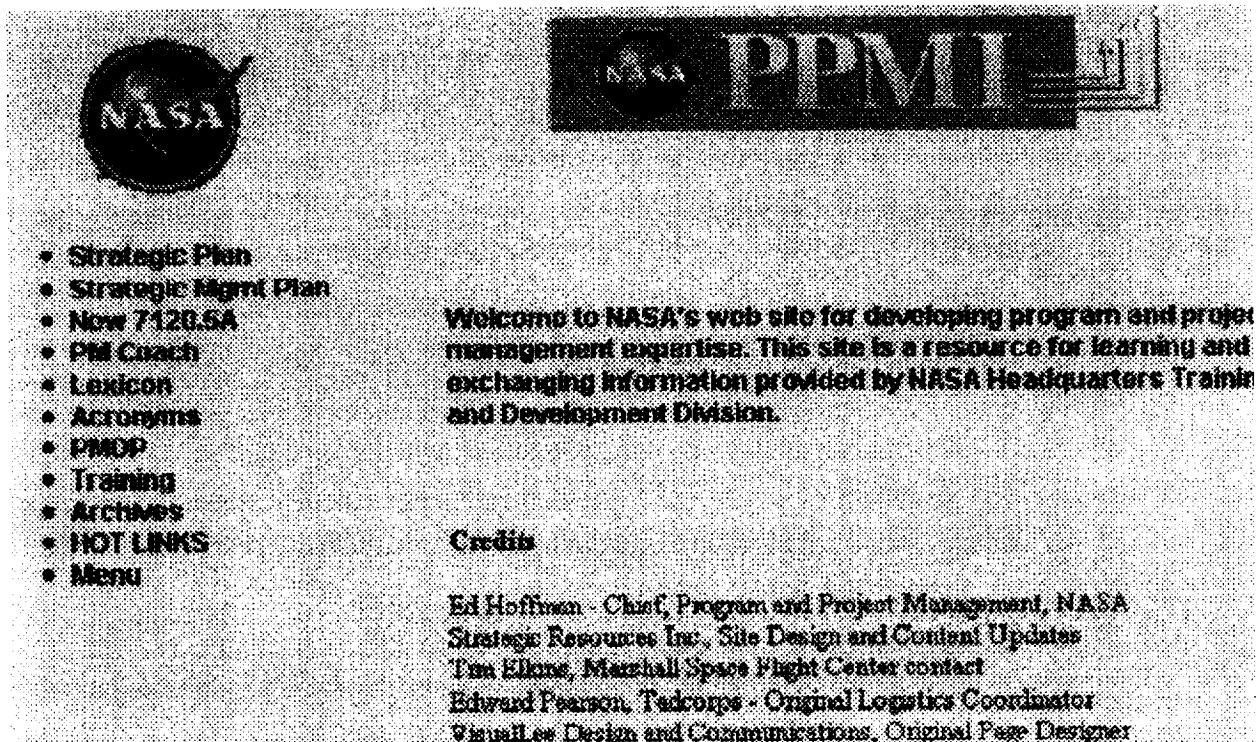 NASA
NASA PPMI
• Strategic Plan
• Strategic Mgmt Plan
• New 7120.5A
• PM Coach
• Lexicon
• Acronyms
• PMDP
• Training
• Archives
• HOT LINKS
• Menu
Welcome to NASA's web site for developing program and projec
management expertise. This site is a resource for learning and
exchanging information provided by NASA Headquarters Trainin
and Development Division.
Credits
Ed Hoffman - Chief, Program and Project Management, NASA
Strategic Resources Inc., Site Design and Content Updates
Tim Elkins, Marshall Space Flight Center contact
Edward Pearson, Tadcorps - Original Logistics Coordinator
VisualLee Design and Communications, Original Page Designer